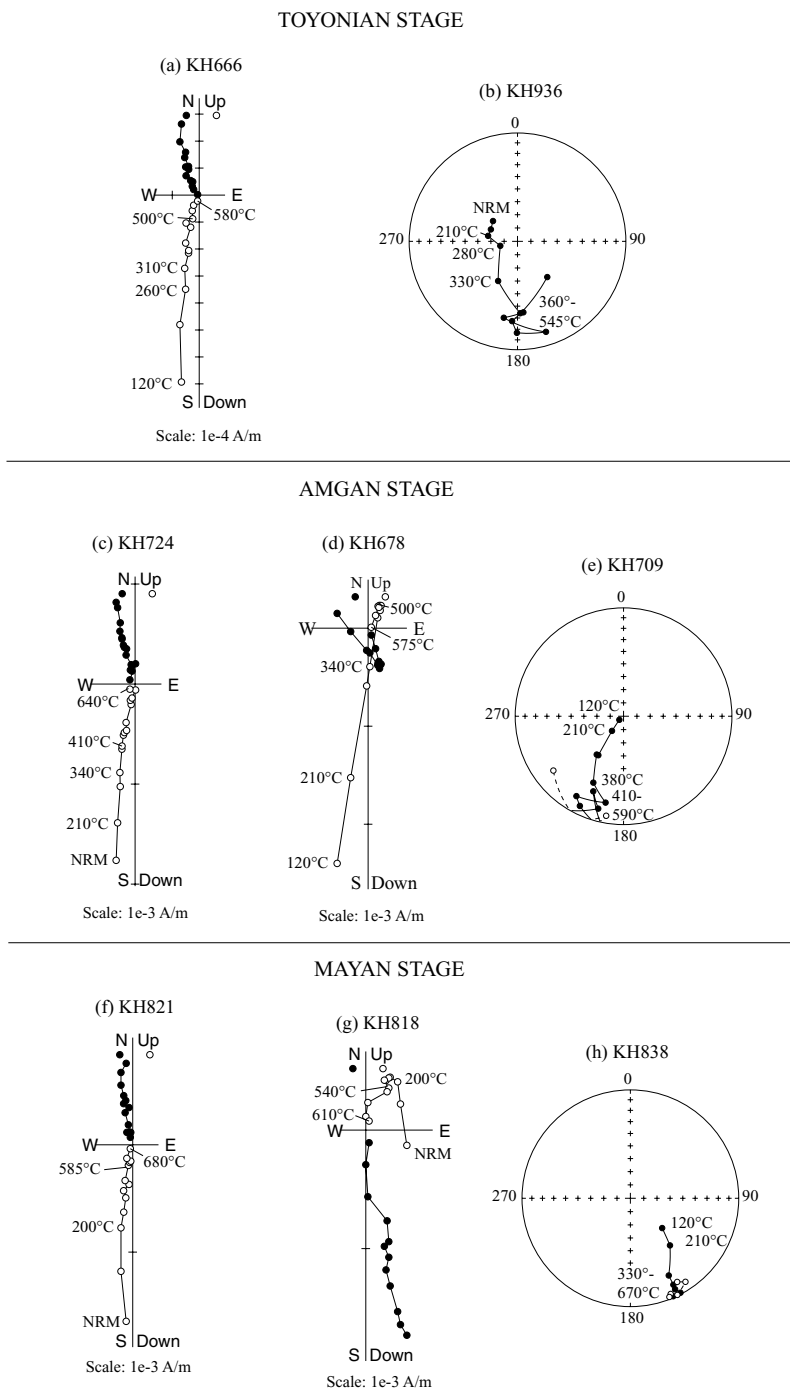 TOYONIAN STAGE
(a) KH666
N Up
W E
500°C 580°C
310°C
260°C
120°C
S Down
Scale: 1e-4 A/m
(b) KH936
0
NRM
210°C
270 90
280°C
330°C
360°-
545°C
180
AMGAN STAGE
(c) KH724
N Up
W E
640°C
410°C
340°C
210°C
NRM
S Down
Scale: 1e-3 A/m
(d) KH678
N Up
500°C
W E
575°C
340°C
210°C
120°C
S Down
Scale: 1e-3 A/m
(e) KH709
0
120°C
270 90
210°C
380°C
410-
590°C
180
MAYAN STAGE
(f) KH821
N Up
W E
680°C
585°C
200°C
NRM
S Down
Scale: 1e-3 A/m
(g) KH818
N Up
200°C
540°C
610°C
W E
NRM
S Down
Scale: 1e-3 A/m
(h) KH838
0
270 90
120°C
210°C
330°-
670°C
180